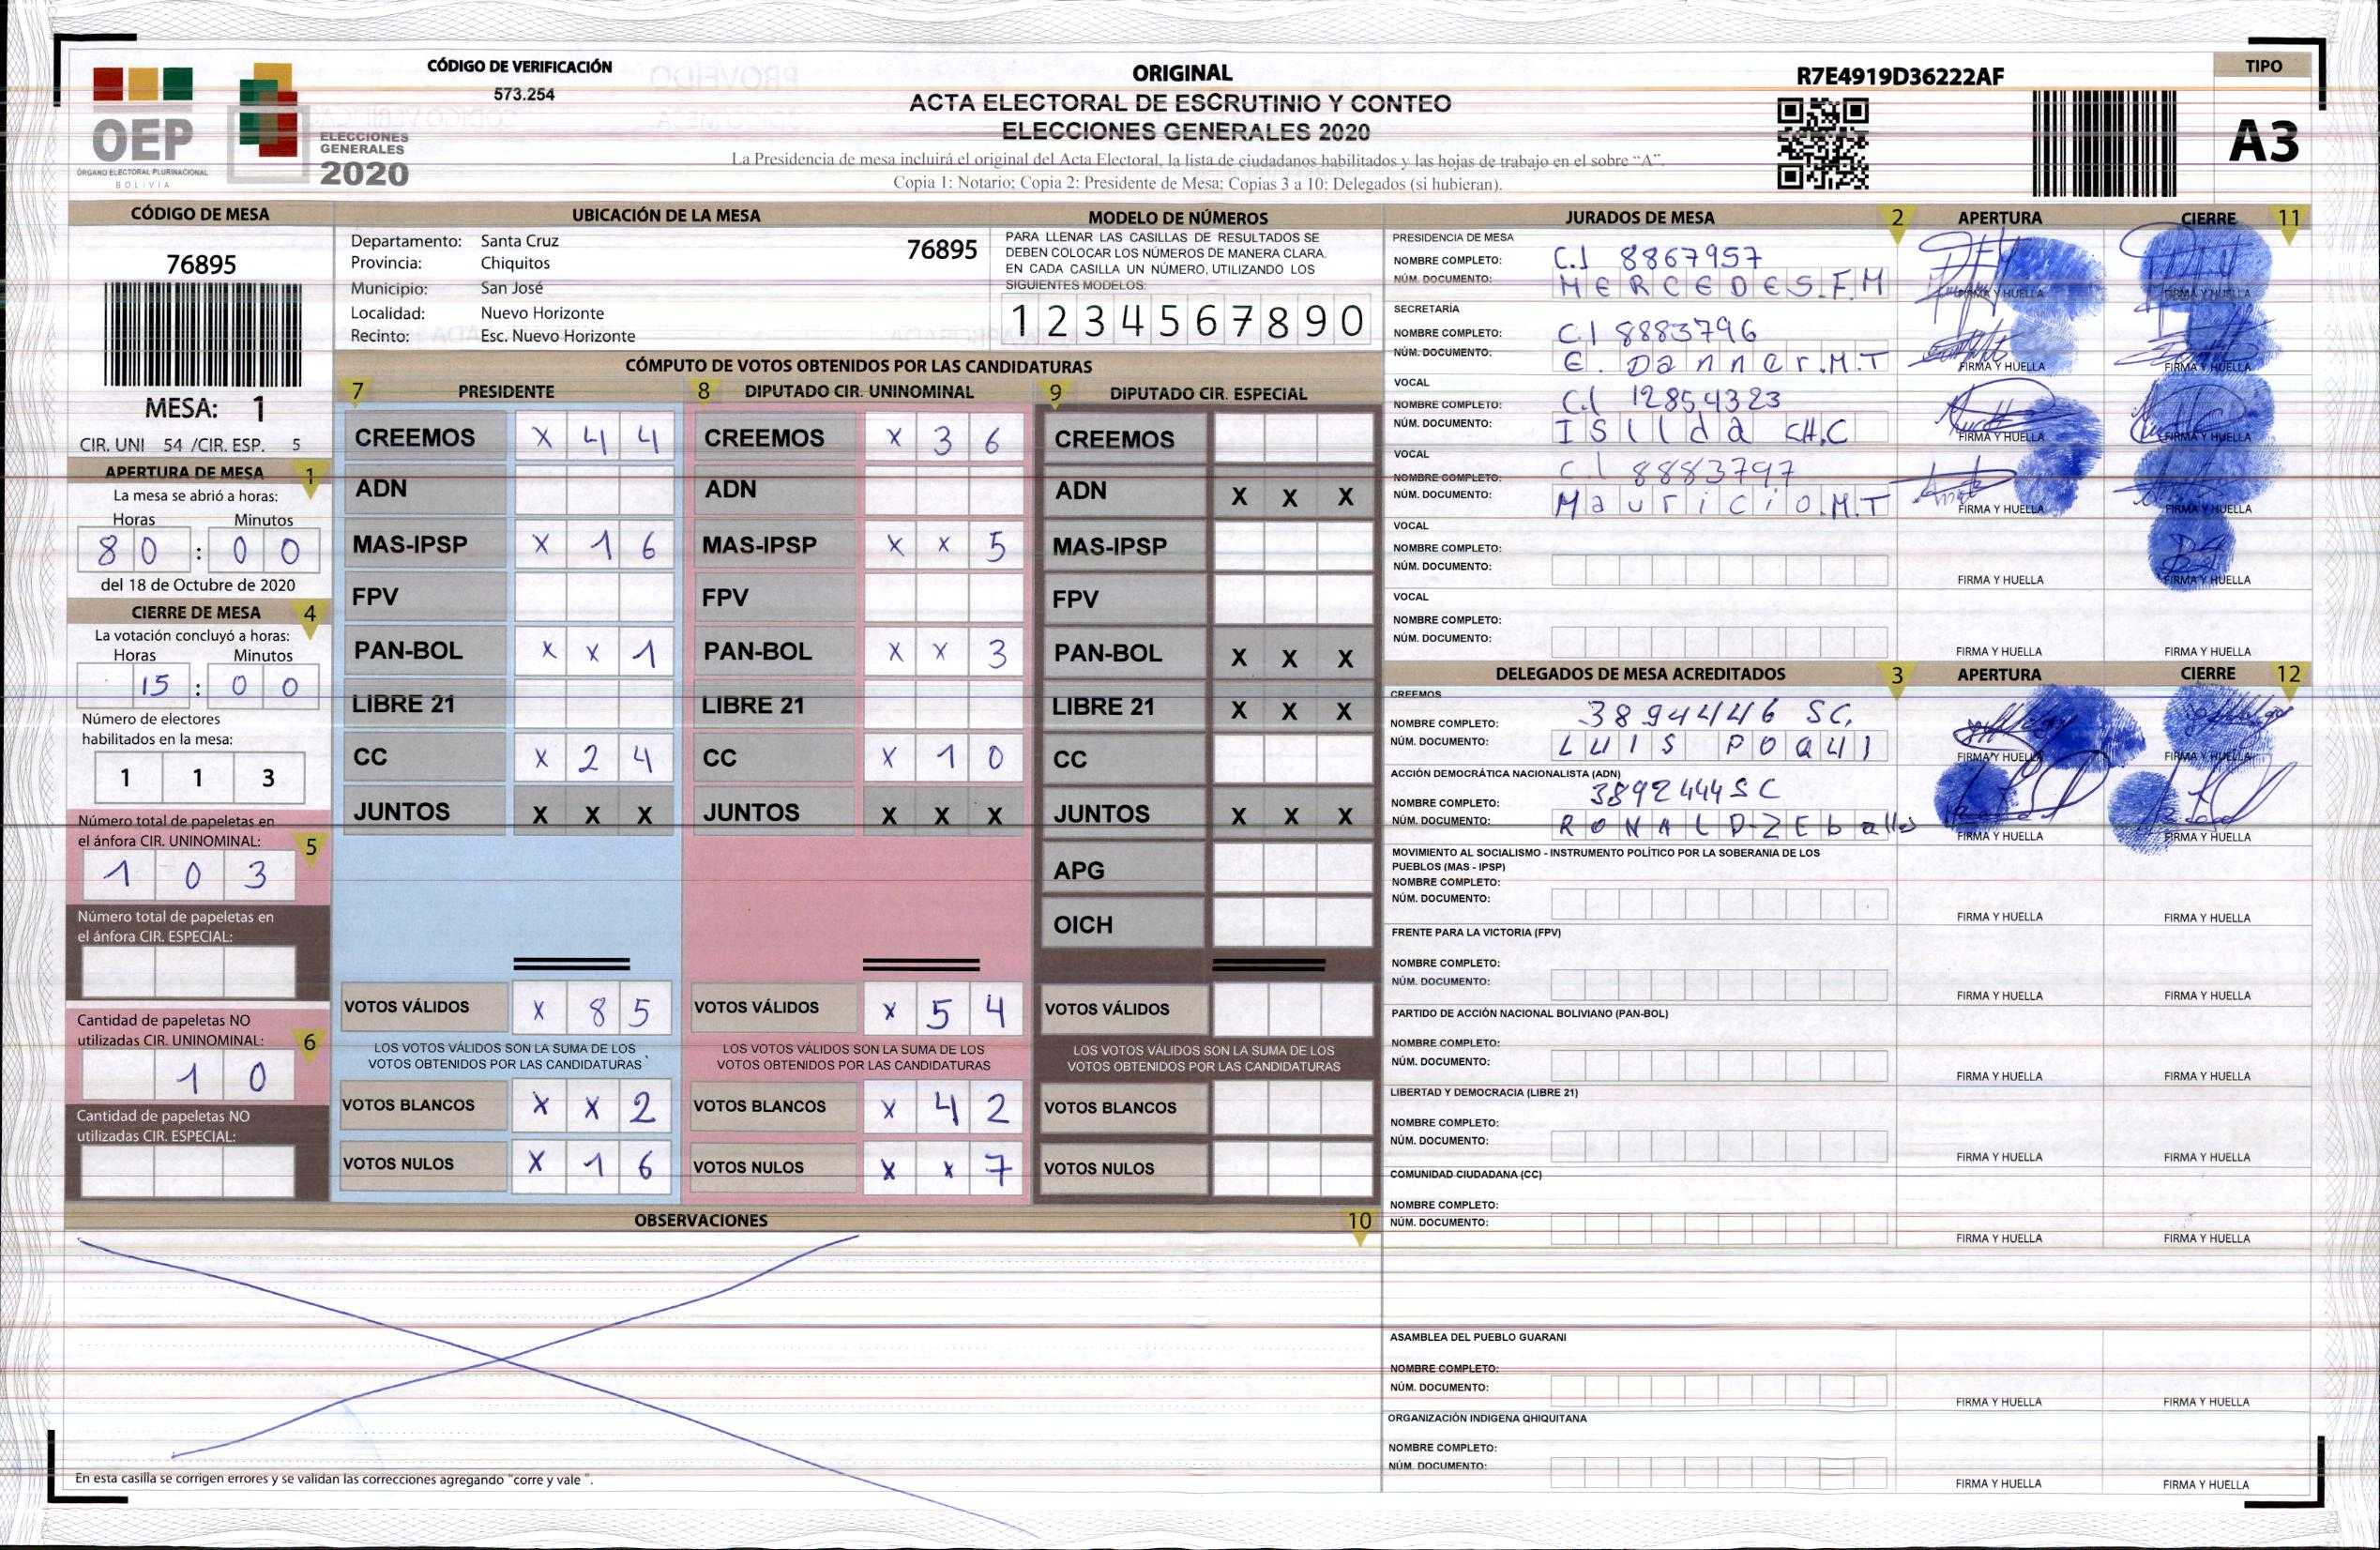 CÓDIGO DE VERIFICACIÓN
573.254
OEP
ÓRGANO ELECTORAL PLURINACIONAL
BOLIVIA
ELECCIONES
GENERALES
2020
ORIGINAL
ACTA ELECTORAL DE ESCRUTINIO Y CONTEO
ELECCIONES GENERALES 2020
La Presidencia de mesa incluirá el original del Acta Electoral, la lista de ciudadanos habilitados y las hojas de trabajo en el sobre “A”.
Copia 1: Notario; Copia 2: Presidente de Mesa; Copias 3 a 10: Delegados (si hubieran).
R7E4919D36222AF
TIPO
A3
CÓDIGO DE MESA
76895
MESA: 1
CIR. UNI 54 /CIR. ESP. 5
APERTURA DE MESA 1
La mesa se abrió a horas:
Horas Minutos
8 0 : 0 0
del 18 de Octubre de 2020
CIERRE DE MESA 4
La votación concluyó a horas:
Horas Minutos
15 : 0 0
Número de electores
habilitados en la mesa:
1 1 3
Número total de papeletas en
el ánfora CIR. UNINOMINAL: 5
1 0 3
Número total de papeletas en
el ánfora CIR. ESPECIAL:
Cantidad de papeletas NO
utilizadas CIR. UNINOMINAL: 6
1 0
Cantidad de papeletas NO
utilizadas CIR. ESPECIAL:
UBICACIÓN DE LA MESA
Departamento: Santa Cruz 76895
Provincia: Chiquitos
Municipio: San José
Localidad: Nuevo Horizonte
Recinto: Esc. Nuevo Horizonte
MODELO DE NÚMEROS
PARA LLENAR LAS CASILLAS DE RESULTADOS SE
DEBEN COLOCAR LOS NÚMEROS DE MANERA CLARA.
EN CADA CASILLA UN NÚMERO, UTILIZANDO LOS
SIGUIENTES MODELOS:
1 2 3 4 5 6 7 8 9 0
CÓMPUTO DE VOTOS OBTENIDOS POR LAS CANDIDATURAS
7 PRESIDENTE
CREEMOS X 4 4
ADN
MAS-IPSP X 1 6
FPV
PAN-BOL X X 1
LIBRE 21
CC X 2 4
JUNTOS X X X
VOTOS VÁLIDOS X 8 5
LOS VOTOS VÁLIDOS SON LA SUMA DE LOS
VOTOS OBTENIDOS POR LAS CANDIDATURAS
VOTOS BLANCOS X X 2
VOTOS NULOS X 1 6
8 DIPUTADO CIR. UNINOMINAL
CREEMOS X 3 6
ADN
MAS-IPSP X X 5
FPV
PAN-BOL X X 3
LIBRE 21
CC X 1 0
JUNTOS X X X
VOTOS VÁLIDOS X 5 4
LOS VOTOS VÁLIDOS SON LA SUMA DE LOS
VOTOS OBTENIDOS POR LAS CANDIDATURAS
VOTOS BLANCOS X 4 2
VOTOS NULOS X X 7
9 DIPUTADO CIR. ESPECIAL
CREEMOS
ADN X X X
MAS-IPSP
FPV
PAN-BOL X X X
LIBRE 21 X X X
CC
JUNTOS X X X
APG
OICH
VOTOS VÁLIDOS
LOS VOTOS VÁLIDOS SON LA SUMA DE LOS
VOTOS OBTENIDOS POR LAS CANDIDATURAS
VOTOS BLANCOS
VOTOS NULOS
OBSERVACIONES 10
En esta casilla se corrigen errores y se validan las correcciones agregando "corre y vale ".
JURADOS DE MESA 2 APERTURA CIERRE 11
PRESIDENCIA DE MESA
NOMBRE COMPLETO: C.I 8867957
NÚM. DOCUMENTO: MERCEDES.F.M
FIRMA Y HUELLA FIRMA Y HUELLA
SECRETARÍA
NOMBRE COMPLETO: C.I 8883796
NÚM. DOCUMENTO: E. Danner.M.T
FIRMA Y HUELLA FIRMA Y HUELLA
VOCAL
NOMBRE COMPLETO: C.I 12854323
NÚM. DOCUMENTO: ISilda CH,C
FIRMA Y HUELLA FIRMA Y HUELLA
VOCAL
NOMBRE COMPLETO: C.I 8883797
NÚM. DOCUMENTO: Mauricio.M.T
FIRMA Y HUELLA FIRMA Y HUELLA
VOCAL
NOMBRE COMPLETO:
NÚM. DOCUMENTO:
FIRMA Y HUELLA FIRMA Y HUELLA
VOCAL
NOMBRE COMPLETO:
NÚM. DOCUMENTO:
FIRMA Y HUELLA FIRMA Y HUELLA
DELEGADOS DE MESA ACREDITADOS 3 APERTURA CIERRE 12
CREEMOS
NOMBRE COMPLETO: 3894446 SC.
NÚM. DOCUMENTO: LUIS POQUI
FIRMA Y HUELLA FIRMA Y HUELLA
ACCIÓN DEMOCRÁTICA NACIONALISTA (ADN)
NOMBRE COMPLETO: 3892444 SC
NÚM. DOCUMENTO: RONALD-ZEballo
FIRMA Y HUELLA FIRMA Y HUELLA
MOVIMIENTO AL SOCIALISMO - INSTRUMENTO POLÍTICO POR LA SOBERANIA DE LOS
PUEBLOS (MAS - IPSP)
NOMBRE COMPLETO:
NÚM. DOCUMENTO:
FIRMA Y HUELLA FIRMA Y HUELLA
FRENTE PARA LA VICTORIA (FPV)
NOMBRE COMPLETO:
NÚM. DOCUMENTO:
FIRMA Y HUELLA FIRMA Y HUELLA
PARTIDO DE ACCIÓN NACIONAL BOLIVIANO (PAN-BOL)
NOMBRE COMPLETO:
NÚM. DOCUMENTO:
FIRMA Y HUELLA FIRMA Y HUELLA
LIBERTAD Y DEMOCRACIA (LIBRE 21)
NOMBRE COMPLETO:
NÚM. DOCUMENTO:
FIRMA Y HUELLA FIRMA Y HUELLA
COMUNIDAD CIUDADANA (CC)
NOMBRE COMPLETO:
NÚM. DOCUMENTO:
FIRMA Y HUELLA FIRMA Y HUELLA
ASAMBLEA DEL PUEBLO GUARANI
NOMBRE COMPLETO:
NÚM. DOCUMENTO:
FIRMA Y HUELLA FIRMA Y HUELLA
ORGANIZACIÓN INDIGENA QHIQUITANA
NOMBRE COMPLETO:
NÚM. DOCUMENTO:
FIRMA Y HUELLA FIRMA Y HUELLA